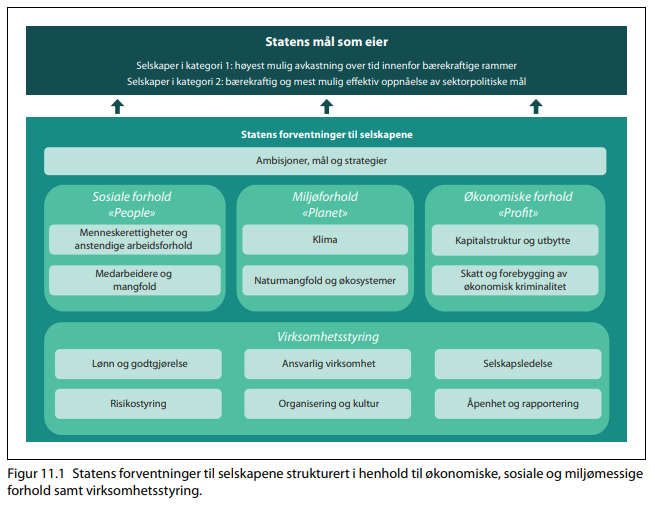 Statens mål som eier
Selskaper i kategori 1: høyest mulig avkastning over tid innenfor bærekraftige rammer
Selskaper i kategori 2: bærekraftig og mest mulig effektiv oppnåelse av sektorpolitiske mål
Statens forventninger til selskapene
Ambisjoner, mål og strategier
Sosiale forhold
«People»
Menneskerettigheter og
anstendige arbeidsforhold
Medarbeidere og
mangfold
Miljøforhold
«Planet»
Klima
Naturmangfold og økosystemer
Økonomiske forhold
«Profit»
Kapitalstruktur og utbytte
Skatt og forebygging av
økonomisk kriminalitet
Virksomhetsstyring
Lønn og godtgjørelse
Ansvarlig virksomhet
Selskapsledelse
Risikostyring
Organisering og kultur
Åpenhet og rapportering
Figur 11.1 Statens forventninger til selskapene strukturert i henhold til økonomiske, sosiale og miljømessige
forhold samt virksomhetsstyring.